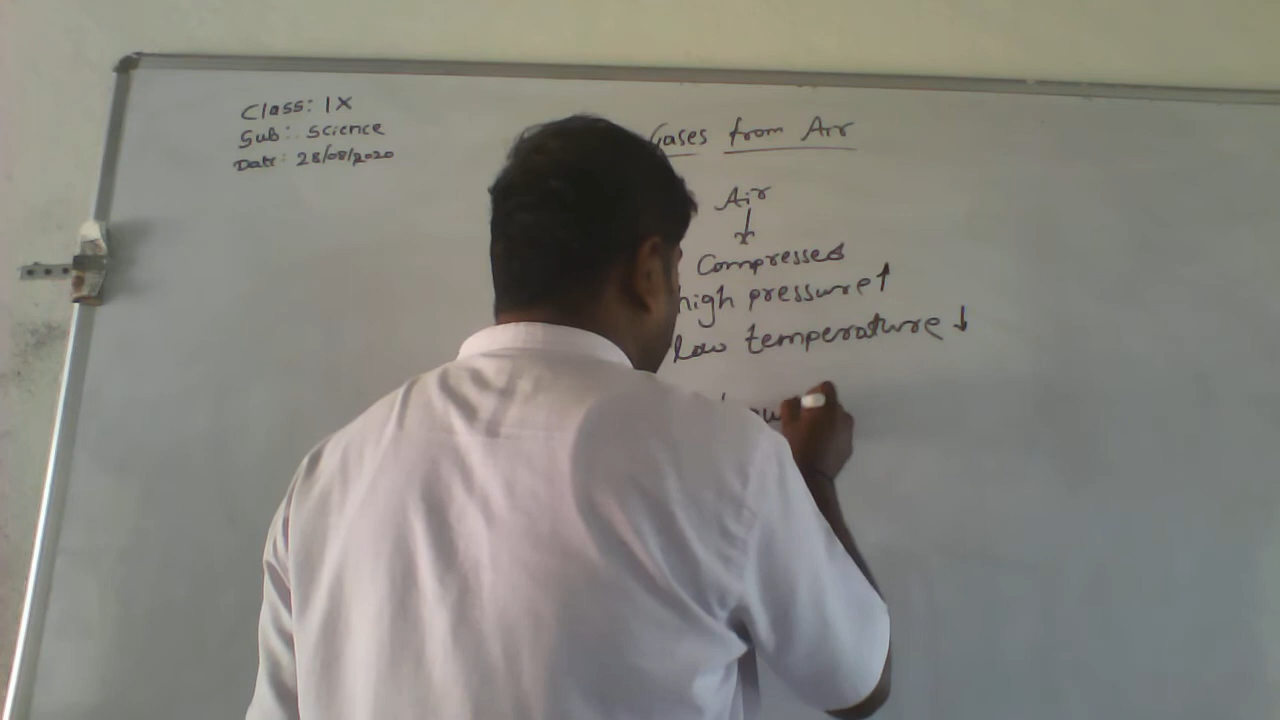 Class: IX
Sub: Science
Date: 28/08/2020
Gases from Air
Air
↓
Compressed
high pressure ↑
low temperature ↓